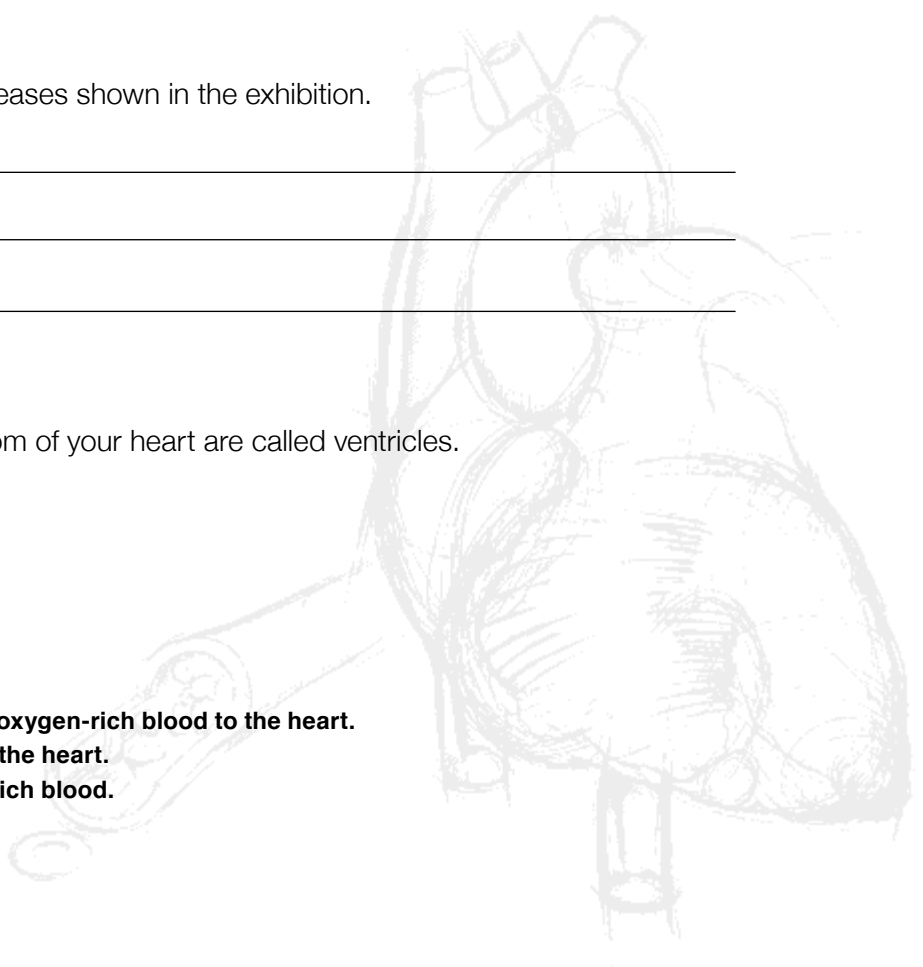 eases shown in the exhibition.
om of your heart are called ventricles.
oxygen-rich blood to the heart.
the heart.
ich blood.